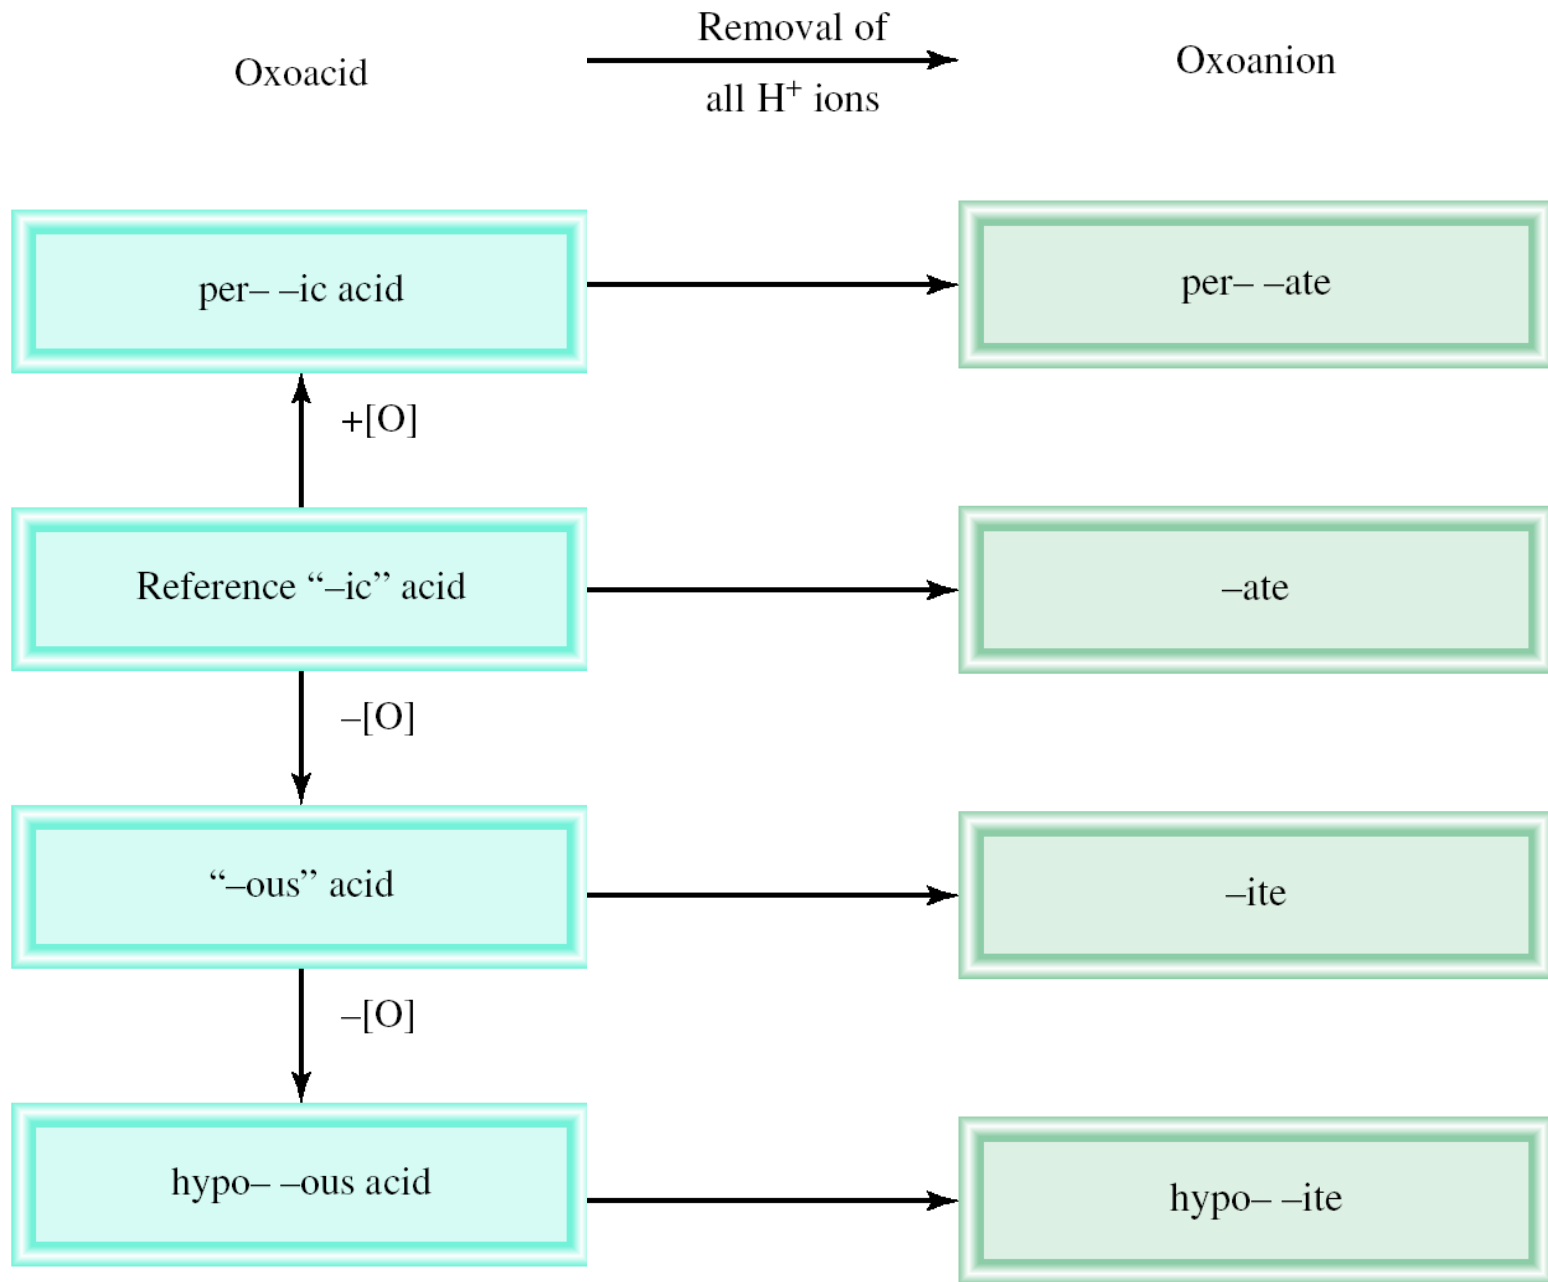 Oxoacid
Removal of
all H⁺ ions
Oxoanion
per– –ic acid
per– –ate
+[O]
Reference “–ic” acid
–ate
–[O]
“–ous” acid
–ite
–[O]
hypo– –ous acid
hypo– –ite